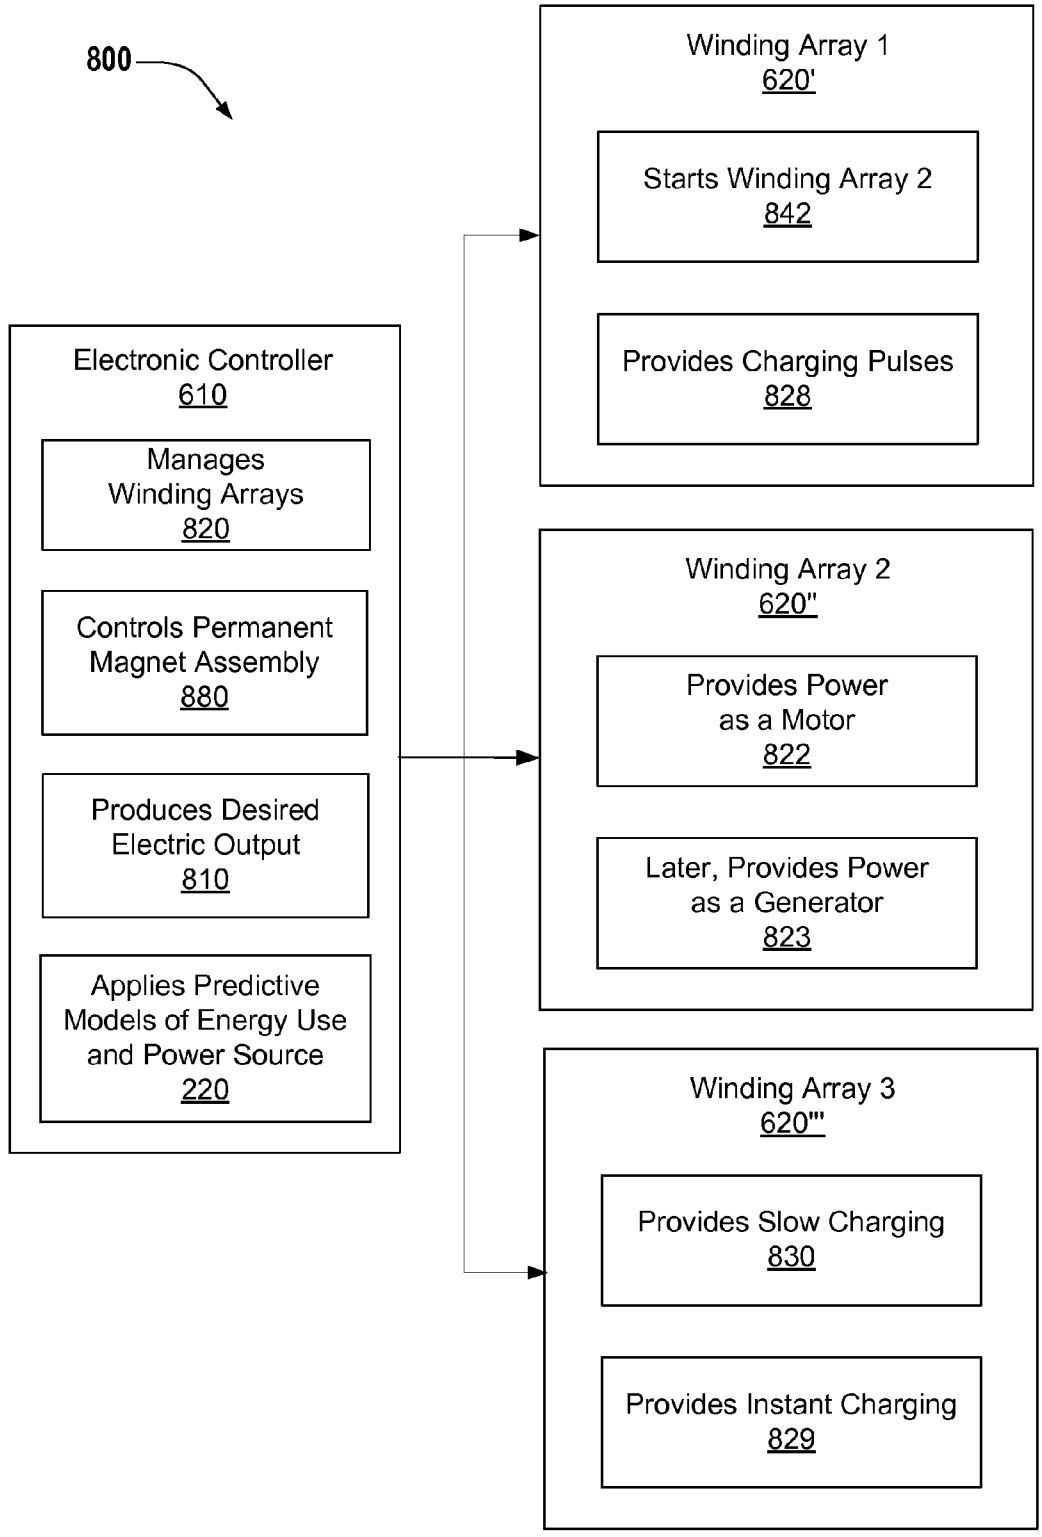 800
Electronic Controller
610
Manages
Winding Arrays
820
Controls Permanent
Magnet Assembly
880
Produces Desired
Electric Output
810
Applies Predictive
Models of Energy Use
and Power Source
220
Winding Array 1
620'
Starts Winding Array 2
842
Provides Charging Pulses
828
Winding Array 2
620"
Provides Power
as a Motor
822
Later, Provides Power
as a Generator
823
Winding Array 3
620"'
Provides Slow Charging
830
Provides Instant Charging
829